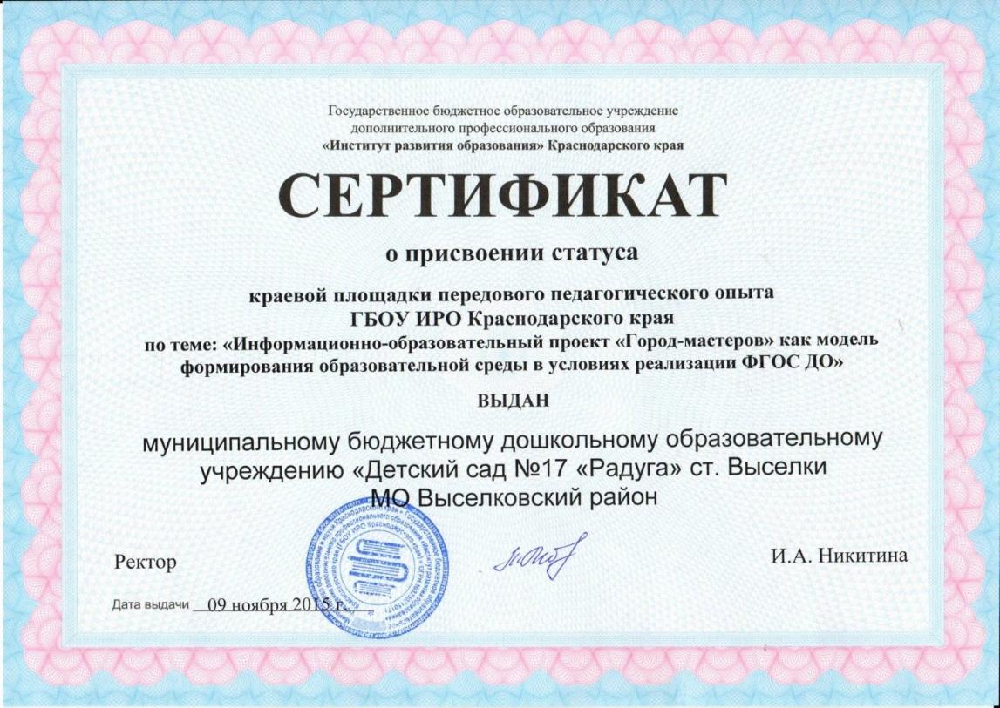 Государственное бюджетное образовательное учреждение
дополнительного профессионального образования
«Институт развития образования» Краснодарского края
СЕРТИФИКАТ
о присвоении статуса
краевой площадки передового педагогического опыта
ГБОУ ИРО Краснодарского края
по теме: «Информационно-образовательный проект «Город-мастеров» как модель
формирования образовательной среды в условиях реализации ФГОС ДО»
ВЫДАН
муниципальному бюджетному дошкольному образовательному
учреждению «Детский сад №17 «Радуга» ст. Выселки
МО Выселковский район
Ректор
И.А. Никитина
Дата выдачи 09 ноября 2015 г.